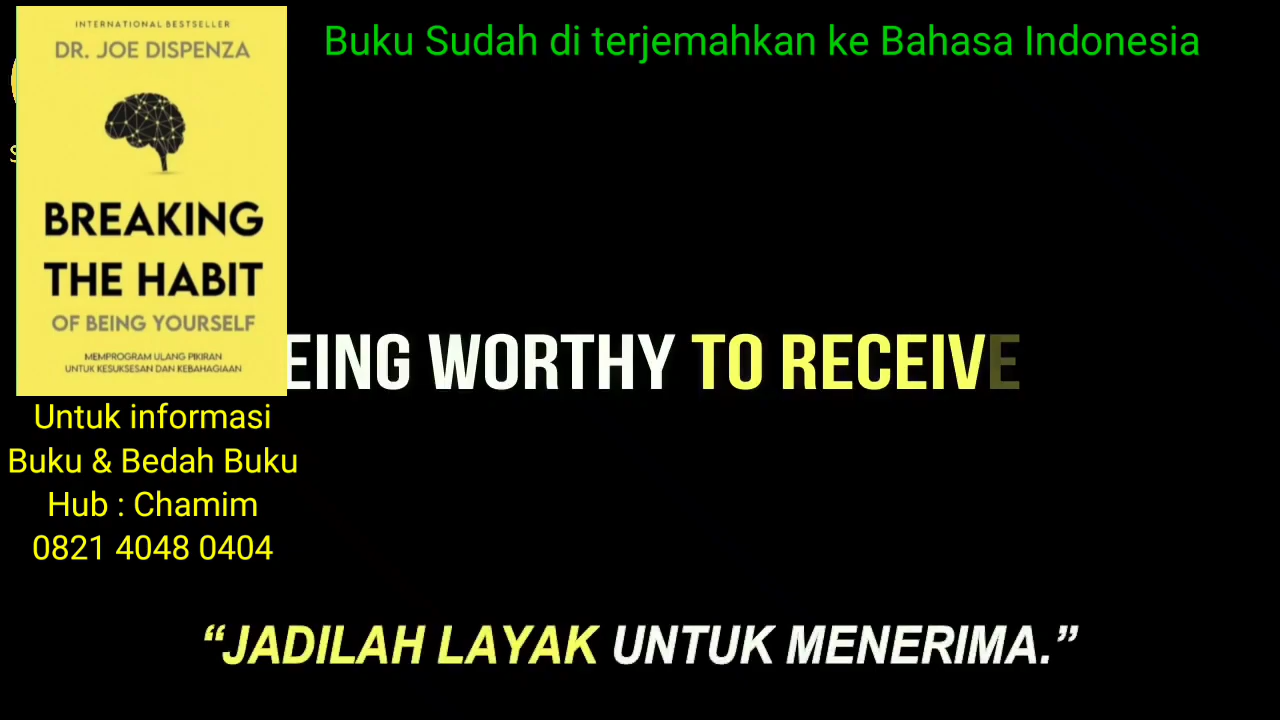 INTERNATIONAL BESTSELLER
DR. JOE DISPENZA
BREAKING
THE HABIT
OF BEING YOURSELF
MEMPROGRAM ULANG PIKIRAN
UNTUK KESUKSESAN DAN KEBAHAGIAAN
Buku Sudah di terjemahkan ke Bahasa Indonesia
EING WORTHY TO RECEIVE
Untuk informasi
Buku & Bedah Buku
Hub : Chamim
0821 4048 0404
“JADILAH LAYAK UNTUK MENERIMA.”